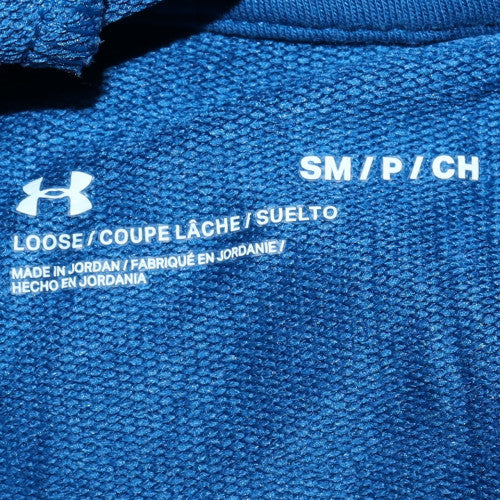 SM / P / CH
LOOSE / COUPE LÂCHE / SUELTO
MADE IN JORDAN / FABRIQUÉ EN JORDANIE /
HECHO EN JORDANIA